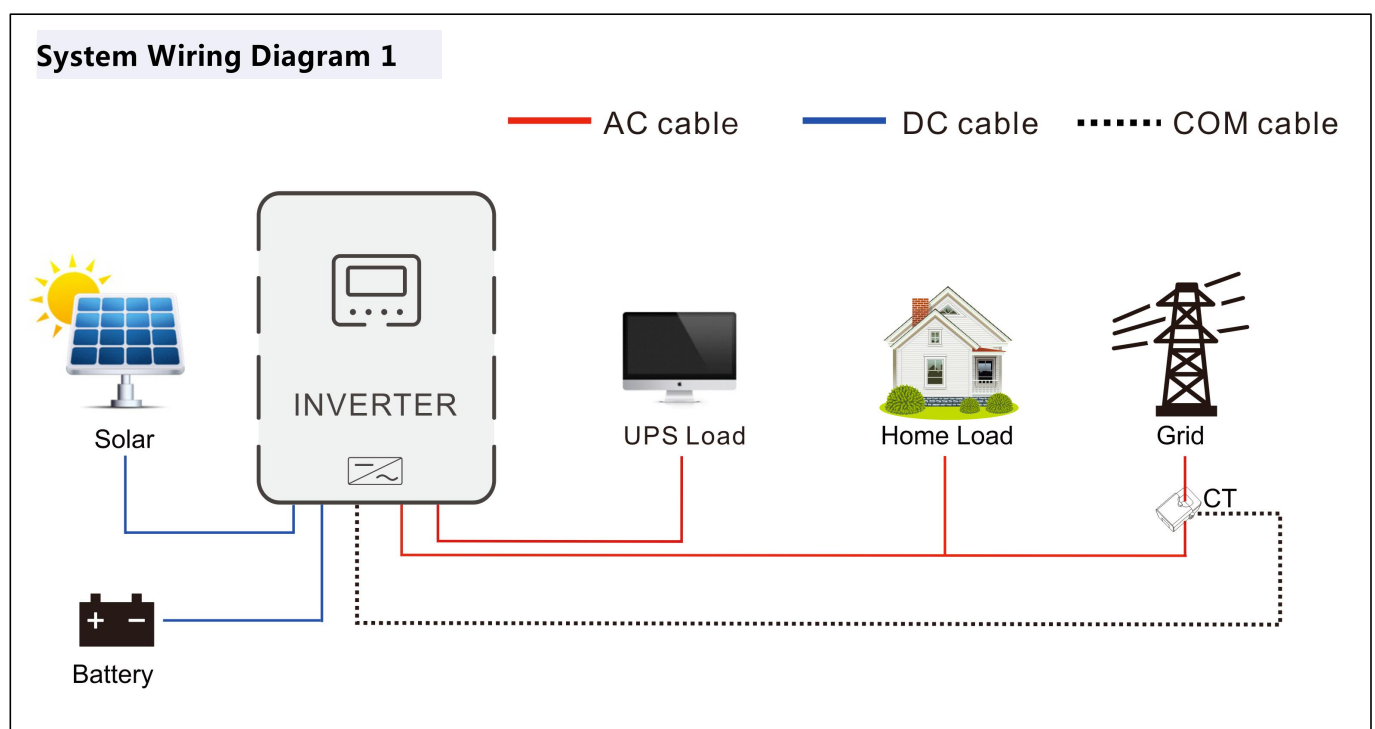 System Wiring Diagram 1
AC cable
DC cable
COM cable
INVERTER
Solar
UPS Load
Home Load
Grid
CT
+ −
Battery